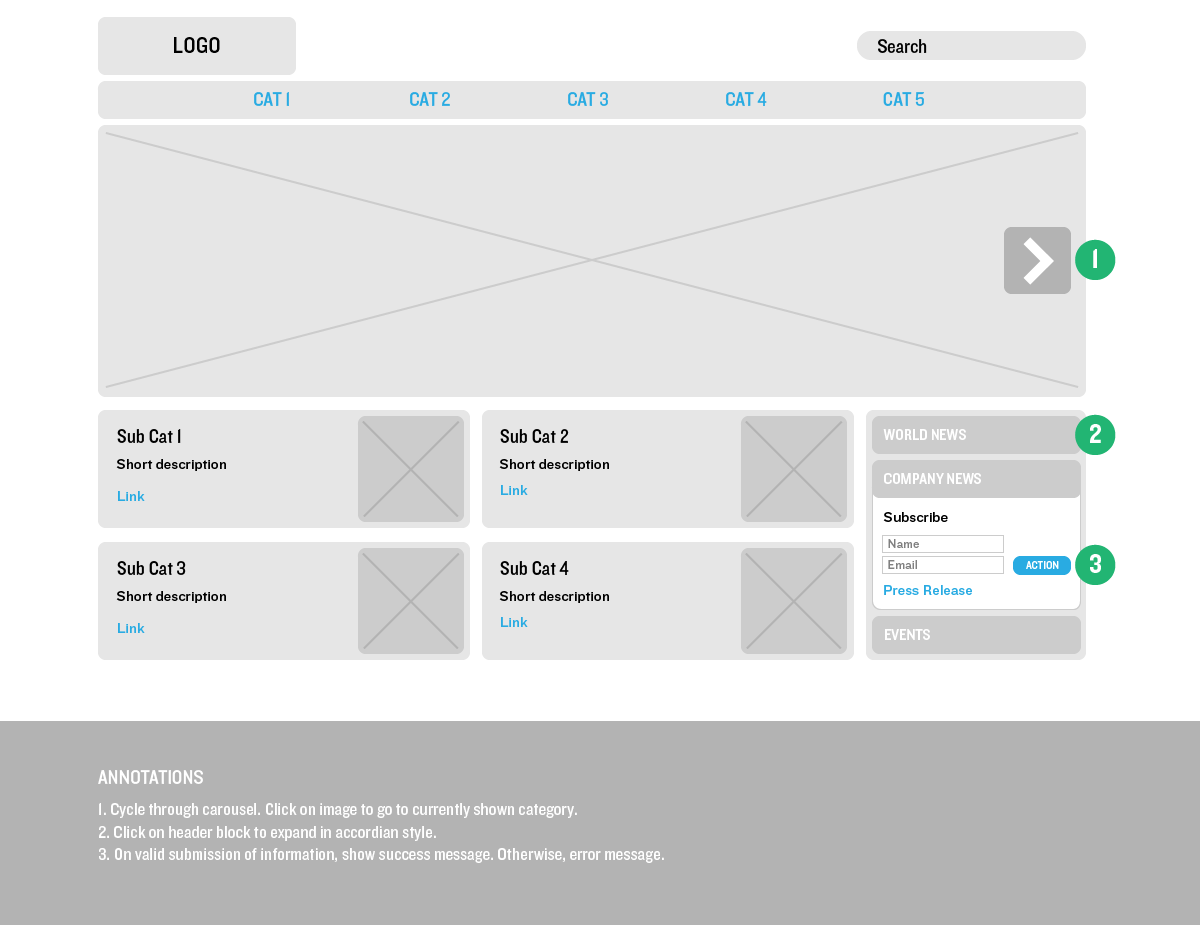 LOGO
Search
CAT 1 CAT 2 CAT 3 CAT 4 CAT 5
1
Sub Cat 1
Short description
Link
Sub Cat 2
Short description
Link
Sub Cat 3
Short description
Link
Sub Cat 4
Short description
Link
WORLD NEWS
2
COMPANY NEWS
Subscribe
Name
Email
ACTION
3
Press Release
EVENTS
ANNOTATIONS
1. Cycle through carousel. Click on image to go to currently shown category.
2. Click on header block to expand in accordian style.
3. On valid submission of information, show success message. Otherwise, error message.